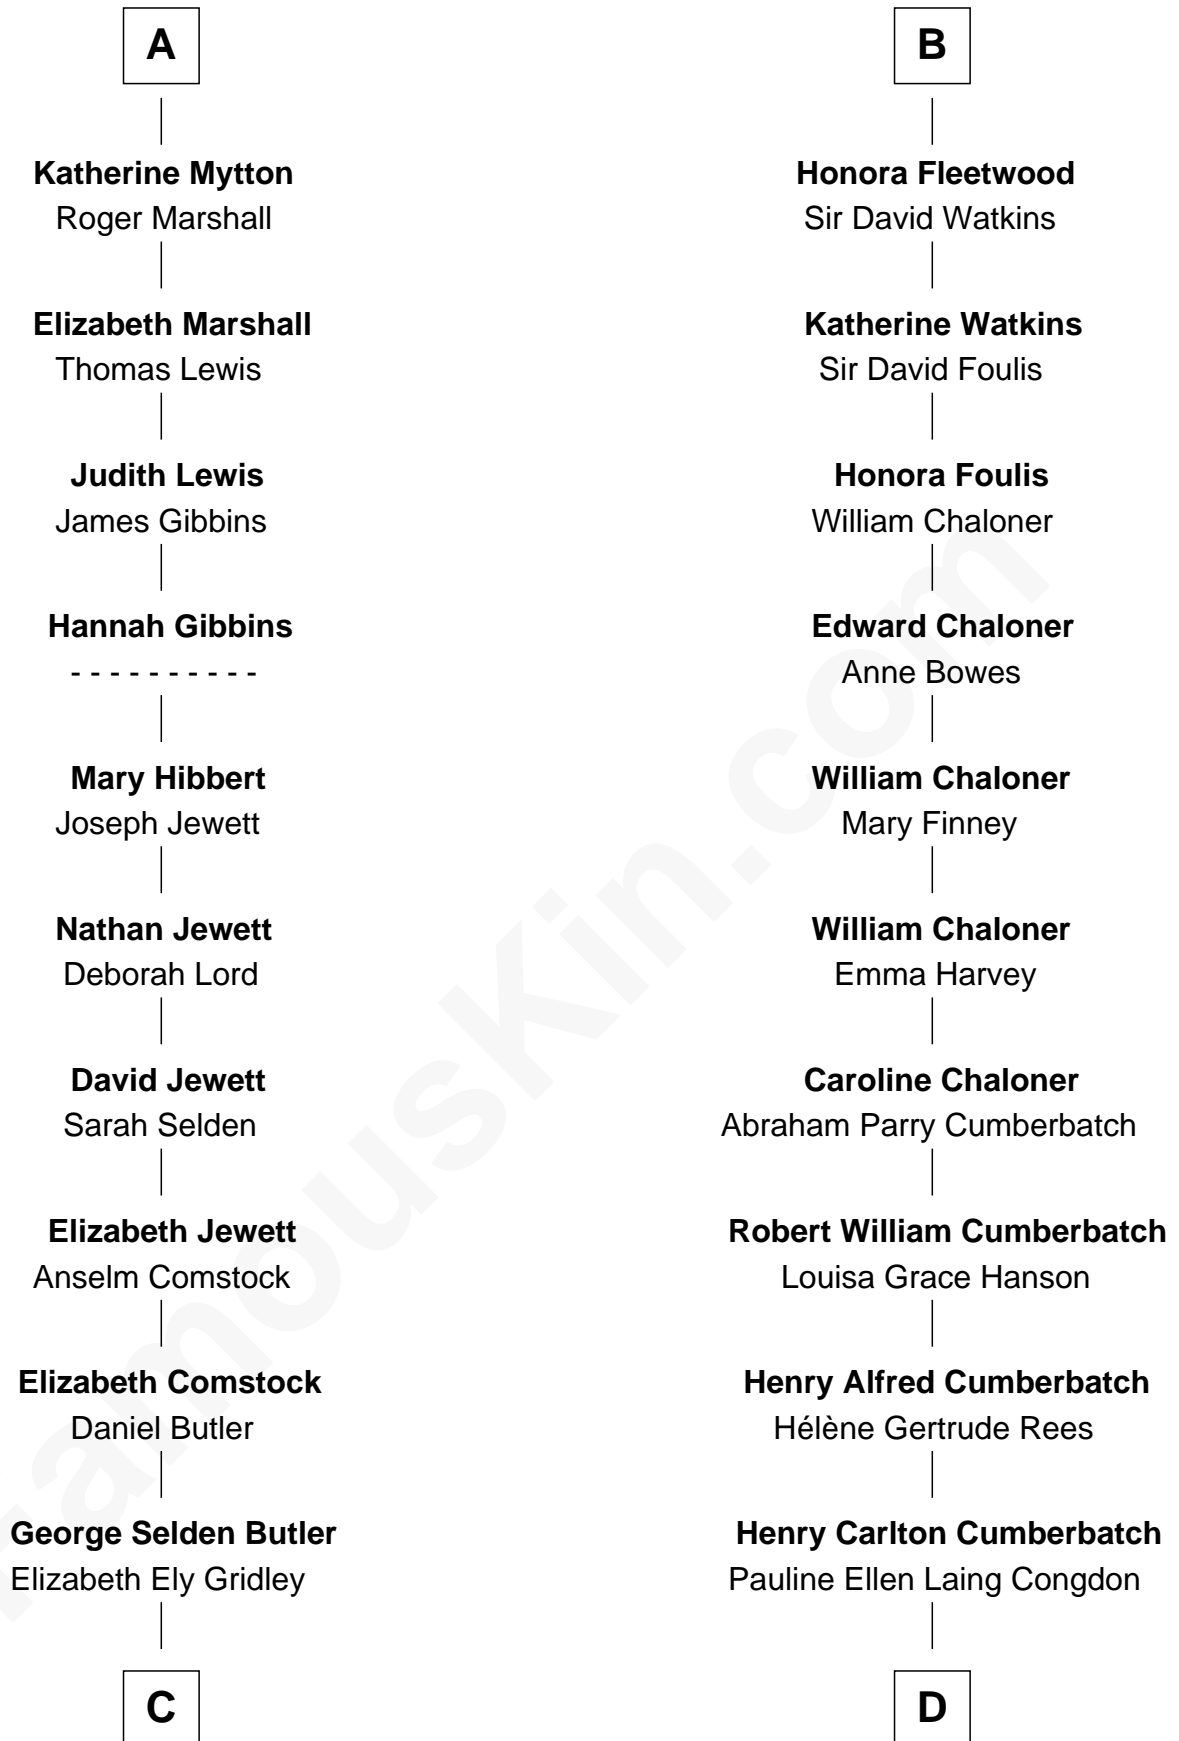 A
Katherine Mytton
Roger Marshall
Elizabeth Marshall
Thomas Lewis
Judith Lewis
James Gibbins
Hannah Gibbins
- - - - - - - - - -
Mary Hibbert
Joseph Jewett
Nathan Jewett
Deborah Lord
David Jewett
Sarah Selden
Elizabeth Jewett
Anselm Comstock
Elizabeth Comstock
Daniel Butler
George Selden Butler
Elizabeth Ely Gridley
C
B
Honora Fleetwood
Sir David Watkins
Katherine Watkins
Sir David Foulis
Honora Foulis
William Chaloner
Edward Chaloner
Anne Bowes
William Chaloner
Mary Finney
William Chaloner
Emma Harvey
Caroline Chaloner
Abraham Parry Cumberbatch
Robert William Cumberbatch
Louisa Grace Hanson
Henry Alfred Cumberbatch
Hélène Gertrude Rees
Henry Carlton Cumberbatch
Pauline Ellen Laing Congdon
D
FamousKin.com